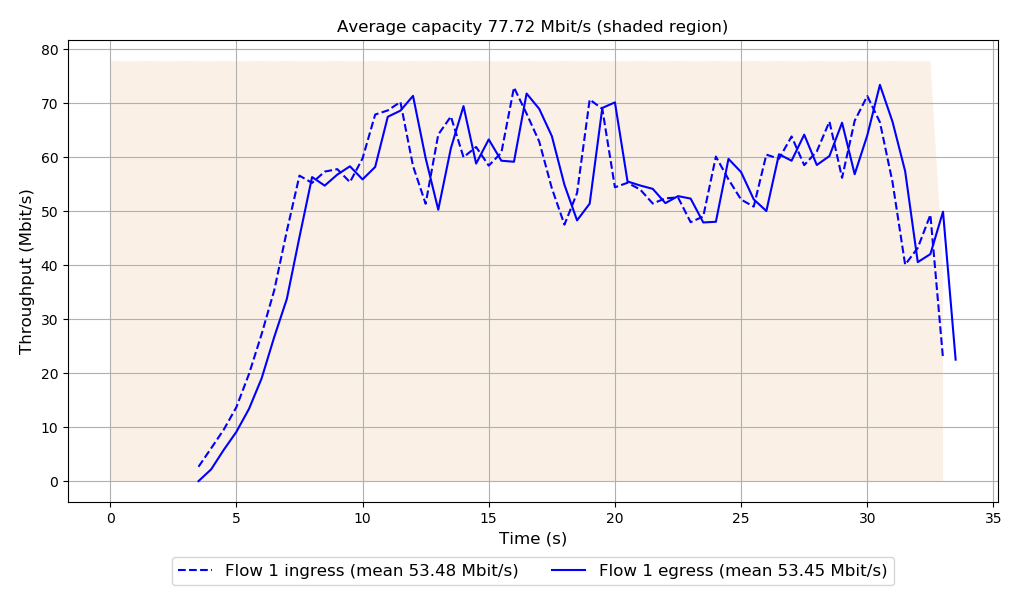 Average capacity 77.72 Mbit/s (shaded region)
80
70
60
50
40
30
20
10
0
Throughput (Mbit/s)
0 5 10 15 20 25 30 35
Time (s)
Flow 1 ingress (mean 53.48 Mbit/s) Flow 1 egress (mean 53.45 Mbit/s)